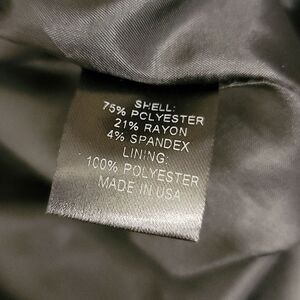 SHELL:
75% POLYESTER
21% RAYON
4% SPANDEX
LINING:
100% POLYESTER
MADE IN USA